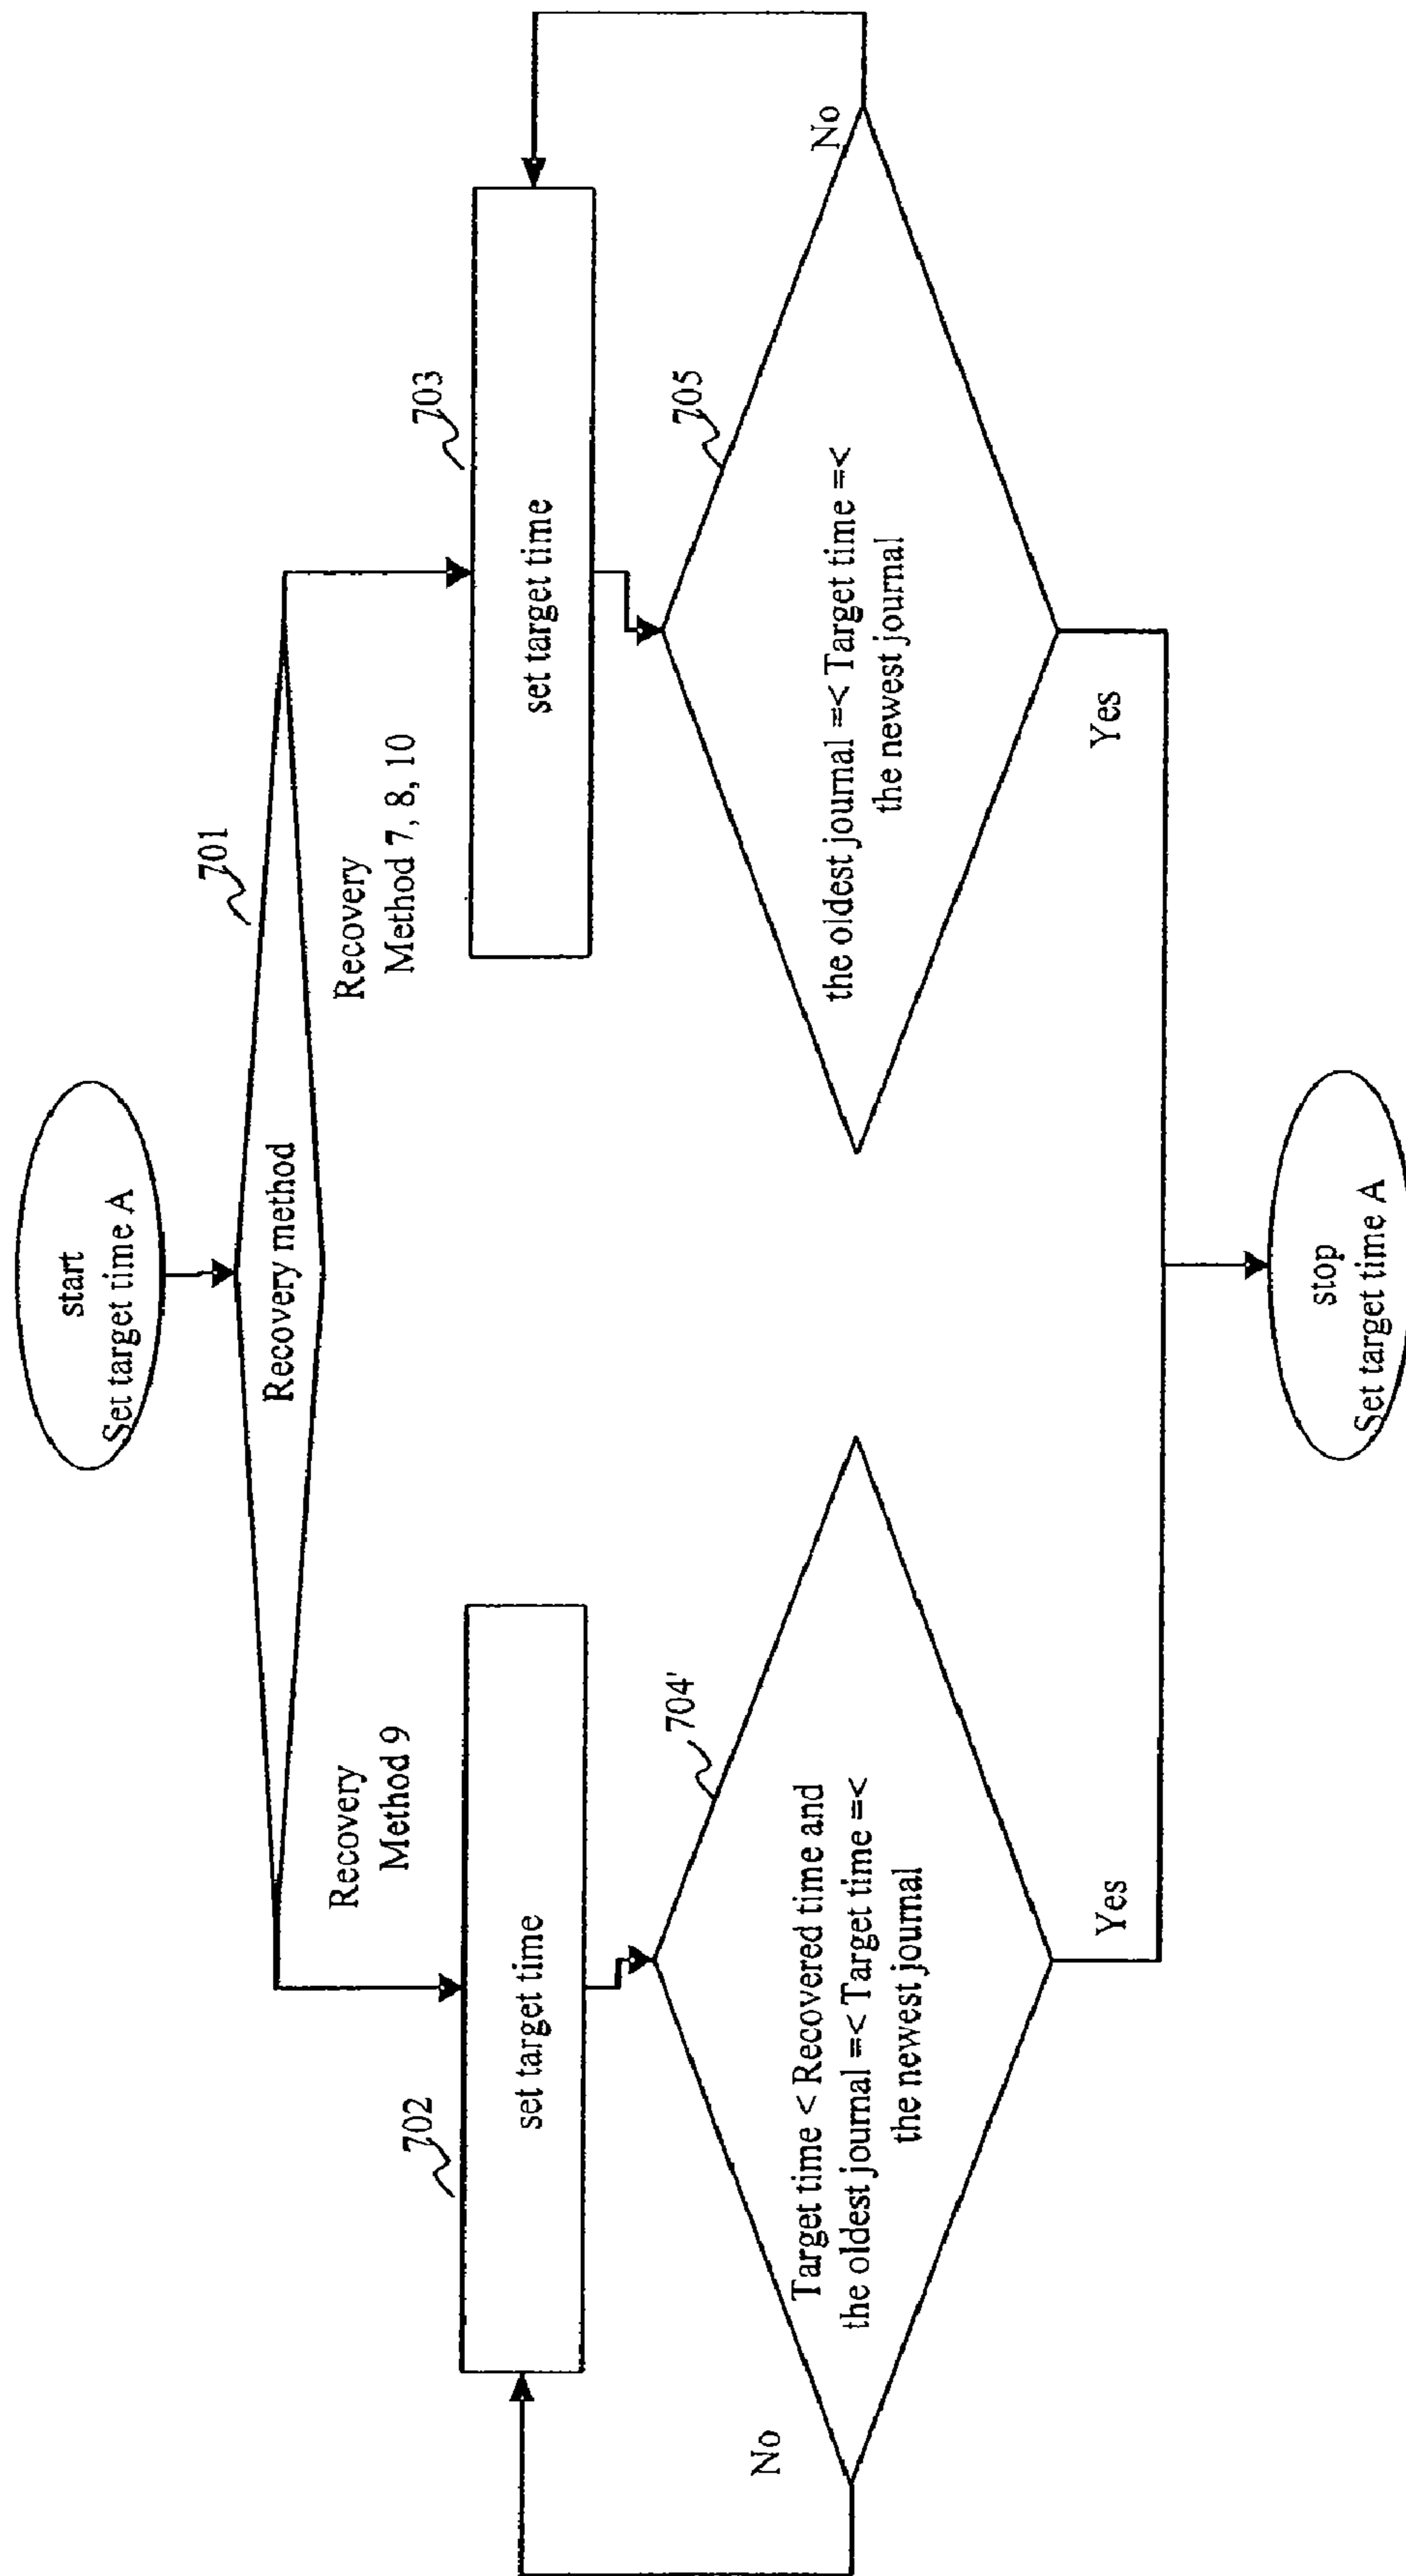 start
Set target time A
701
Recovery method
Recovery
Method 9
Recovery
Method 7, 8, 10
702
set target time
703
set target time
704'
Target time < Recovered time and
the oldest journal =< Target time =<
the newest journal
No
Yes
705
the oldest journal =< Target time =<
the newest journal
No
Yes
stop
Set target time A